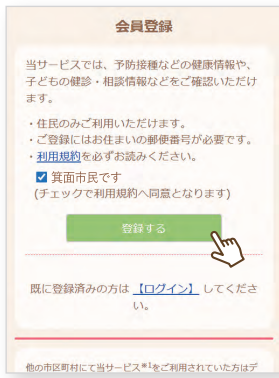 会員登録
当サービスでは、予防接種などの健康情報や、
子どもの健診・相談情報などをご確認いただけ
ます。
・住民のみご利用いただけます。
・ご登録にはお住まいの郵便番号が必要です。
・利用規約を必ずお読みください。
箕面市民です
(チェックで利用規約へ同意となります)
登録する
既に登録済みの方は【ログイン】してくださ
い。
他の市区町村にて当サービス※1をご利用されていた方はデ